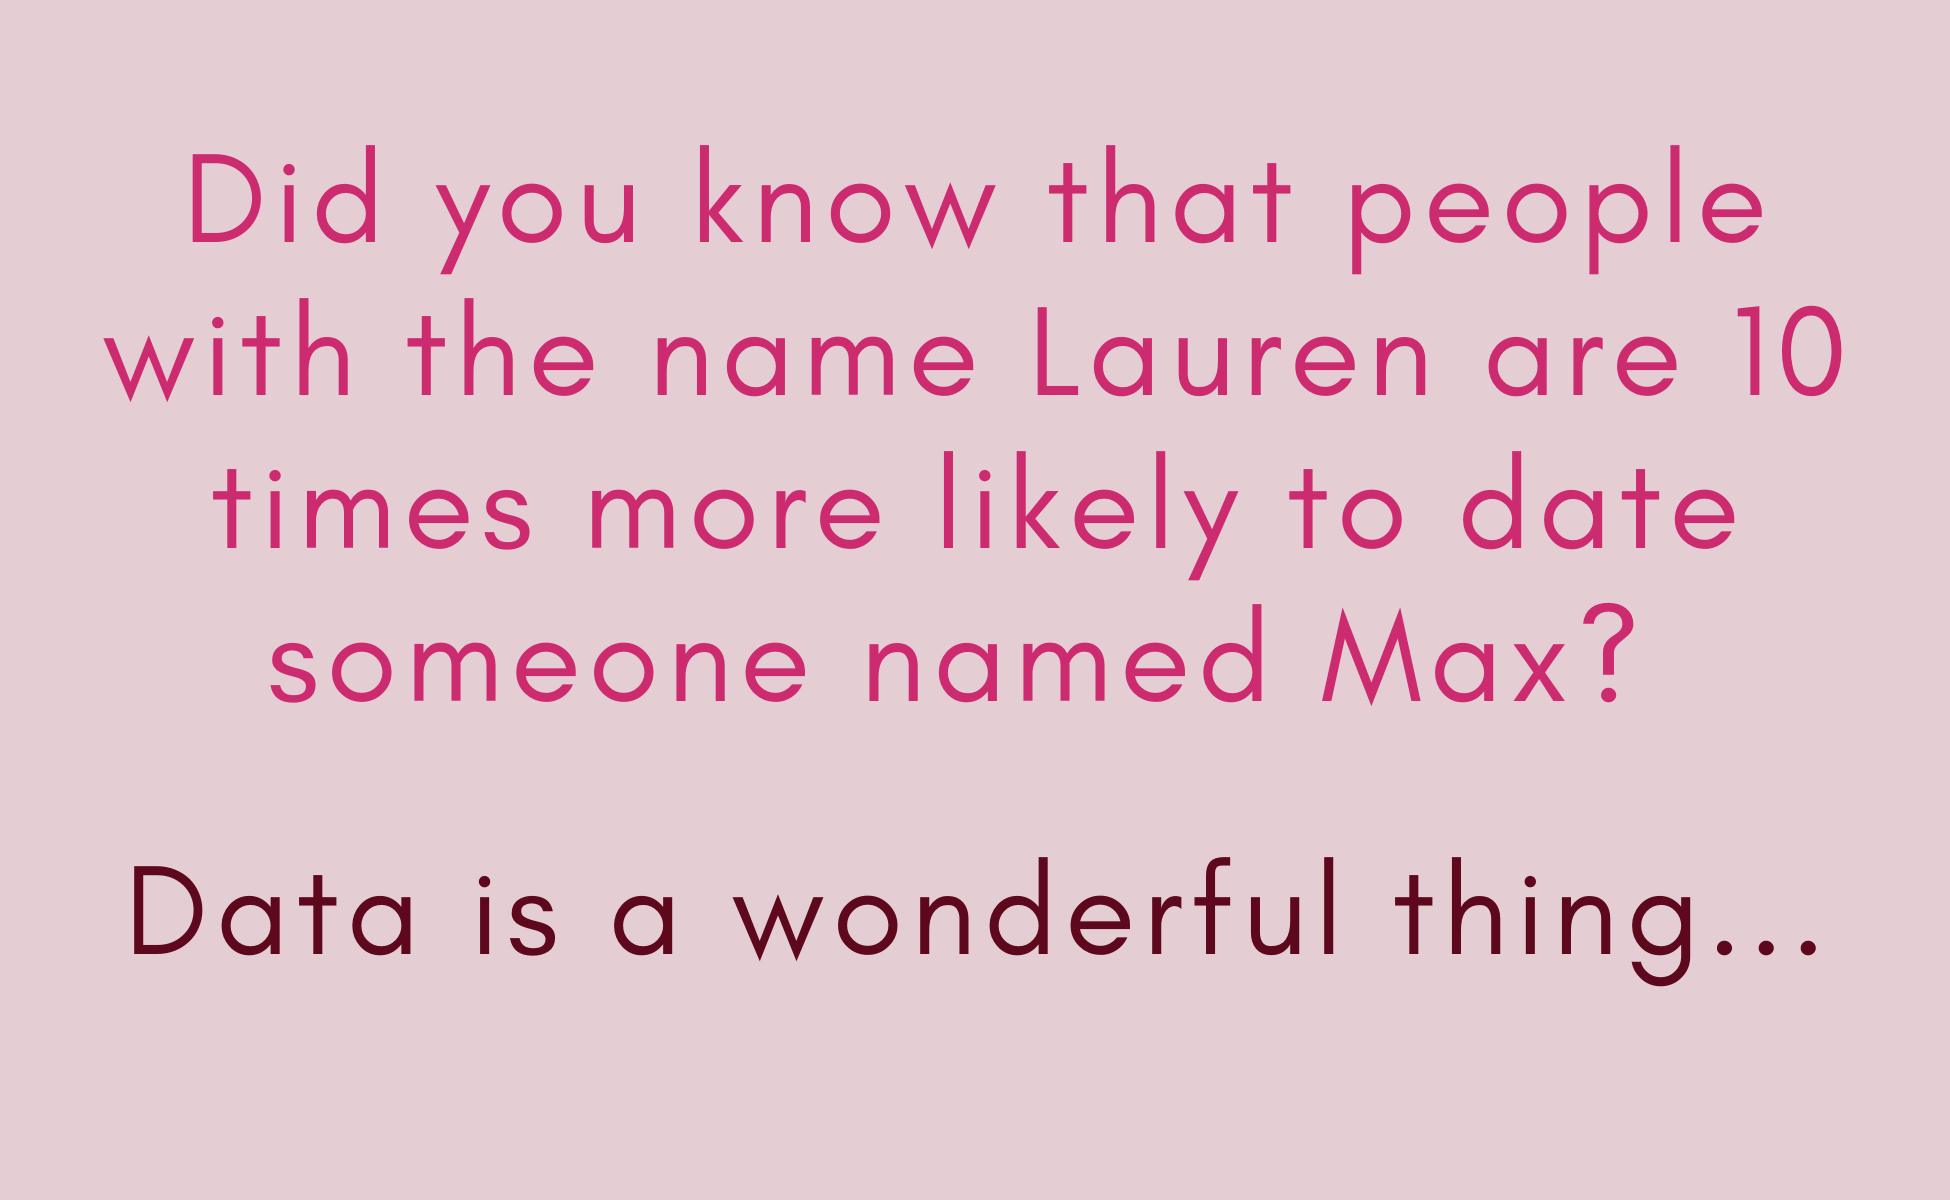 Did you know that people
with the name Lauren are 10
times more likely to date
someone named Max?
Data is a wonderful thing...